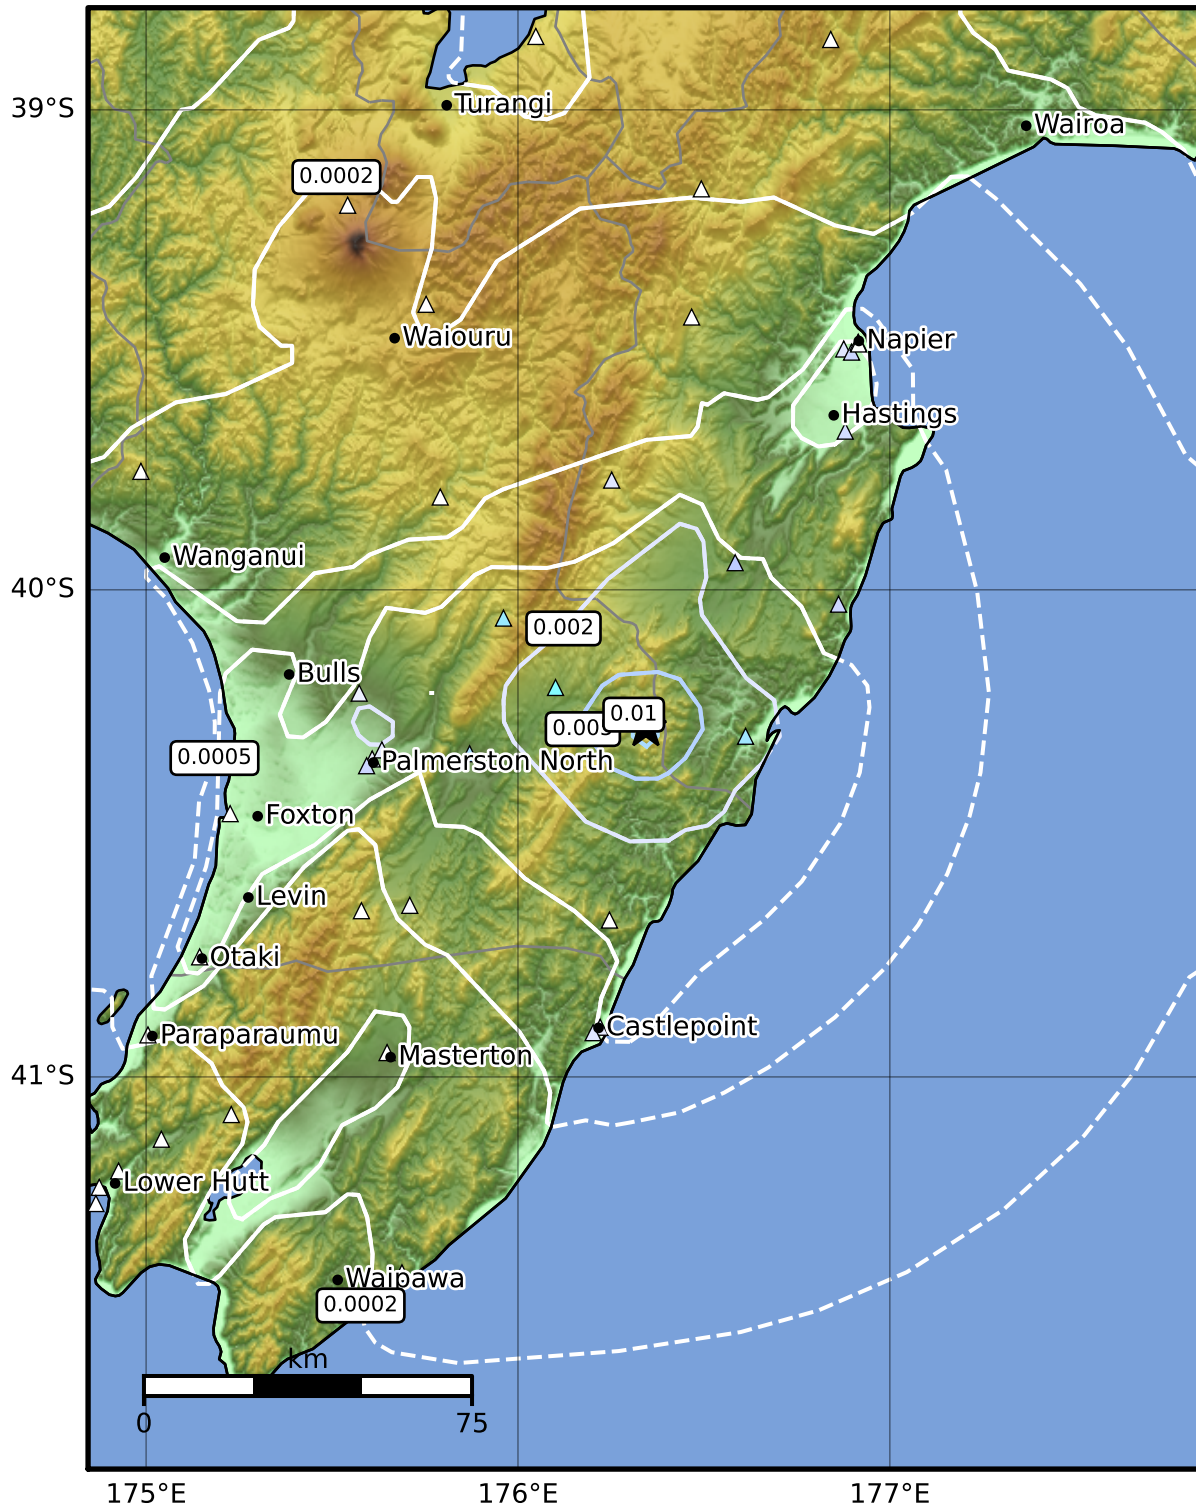 Turangi
39°S
Wairoa
0.0002
Waiouru
Napier
Hastings
Wanganui
40°S
0.002
Bulls
0.01
0.005
0.0005
Palmerston North
Foxton
Levin
Otaki
Castlepoint
Paraparaumu
Masterton
41°S
Lower Hutt
Waipawa
0.0002
km
0
75
175°E
176°E
177°E